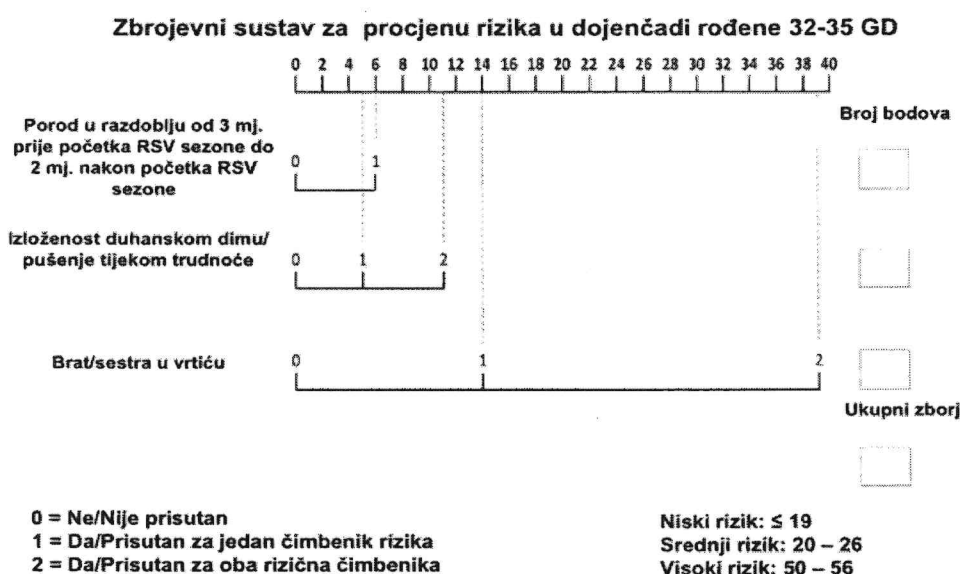 Zbrojevni sustav za procjenu rizika u dojenčadi rođene 32-35 GD
0 2 4 6 8 10 12 14 16 18 20 22 24 26 28 30 32 34 36 38 40
Broj bodova
Porod u razdoblju od 3 mj.
prije početka RSV sezone do
2 mj. nakon početka RSV
sezone
0 1
Izloženost duhanskom dimu/
pušenje tijekom trudnoće
0 1 2
Brat/sestra u vrtiću
0 1 2
Ukupni zborj
0 = Ne/Nije prisutan
1 = Da/Prisutan za jedan čimbenik rizika
2 = Da/Prisutan za oba rizična čimbenika
Niski rizik: ≤ 19
Srednji rizik: 20 – 26
Visoki rizik: 50 – 56